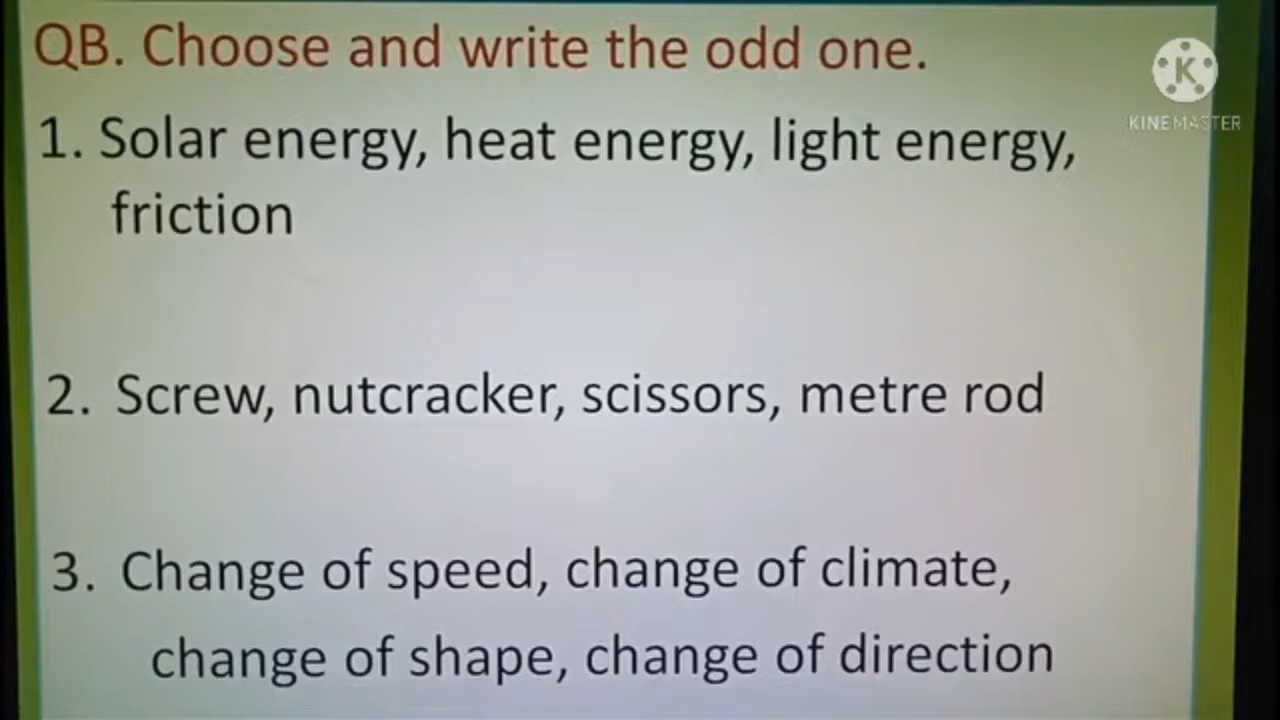 QB. Choose and write the odd one.
1. Solar energy, heat energy, light energy,
friction
2. Screw, nutcracker, scissors, metre rod
3. Change of speed, change of climate,
change of shape, change of direction
K
KINEMASTER